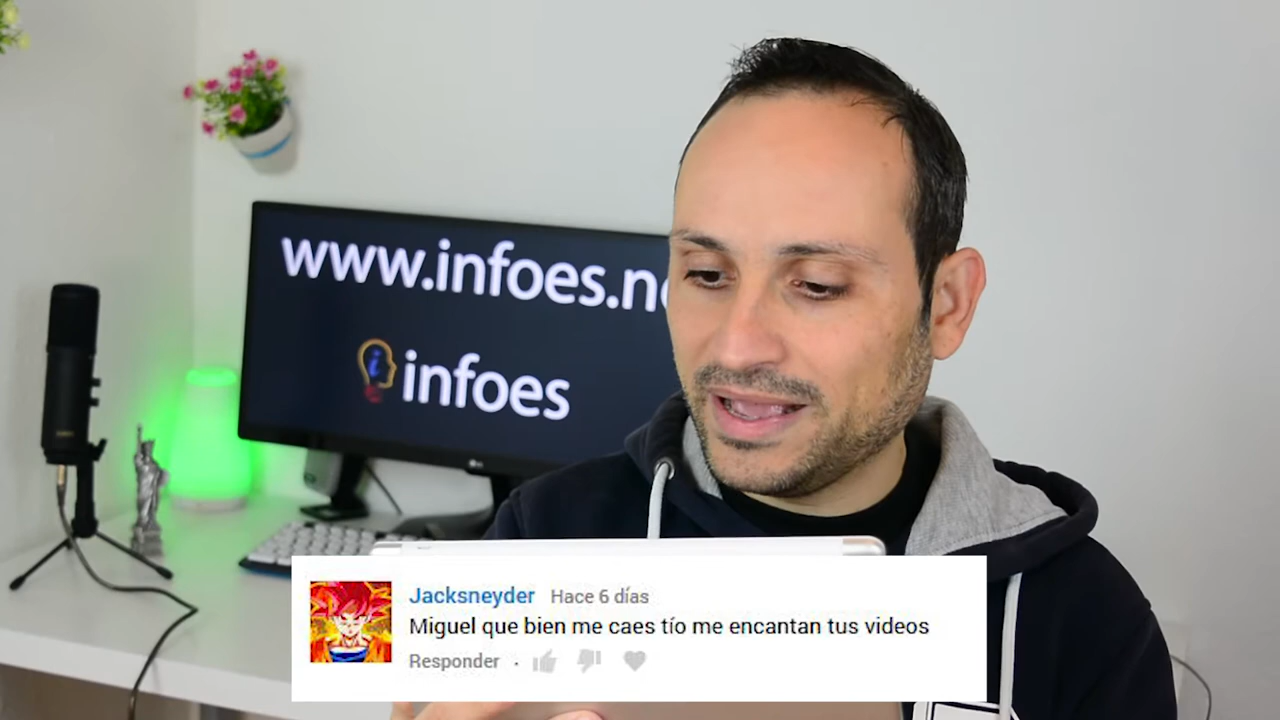 www.infoes.ne
infoes
Jacksneyder Hace 6 días
Miguel que bien me caes tío me encantan tus videos
Responder